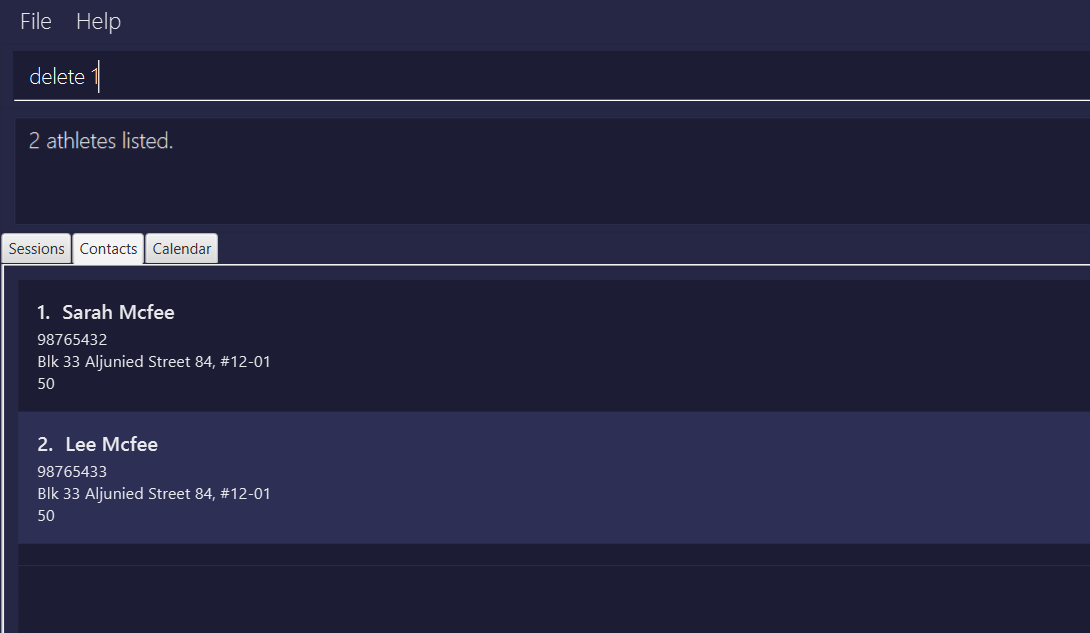 File Help
delete 1
2 athletes listed.
Sessions Contacts Calendar
1. Sarah Mcfee
98765432
Blk 33 Aljunied Street 84, #12-01
50
2. Lee Mcfee
98765433
Blk 33 Aljunied Street 84, #12-01
50